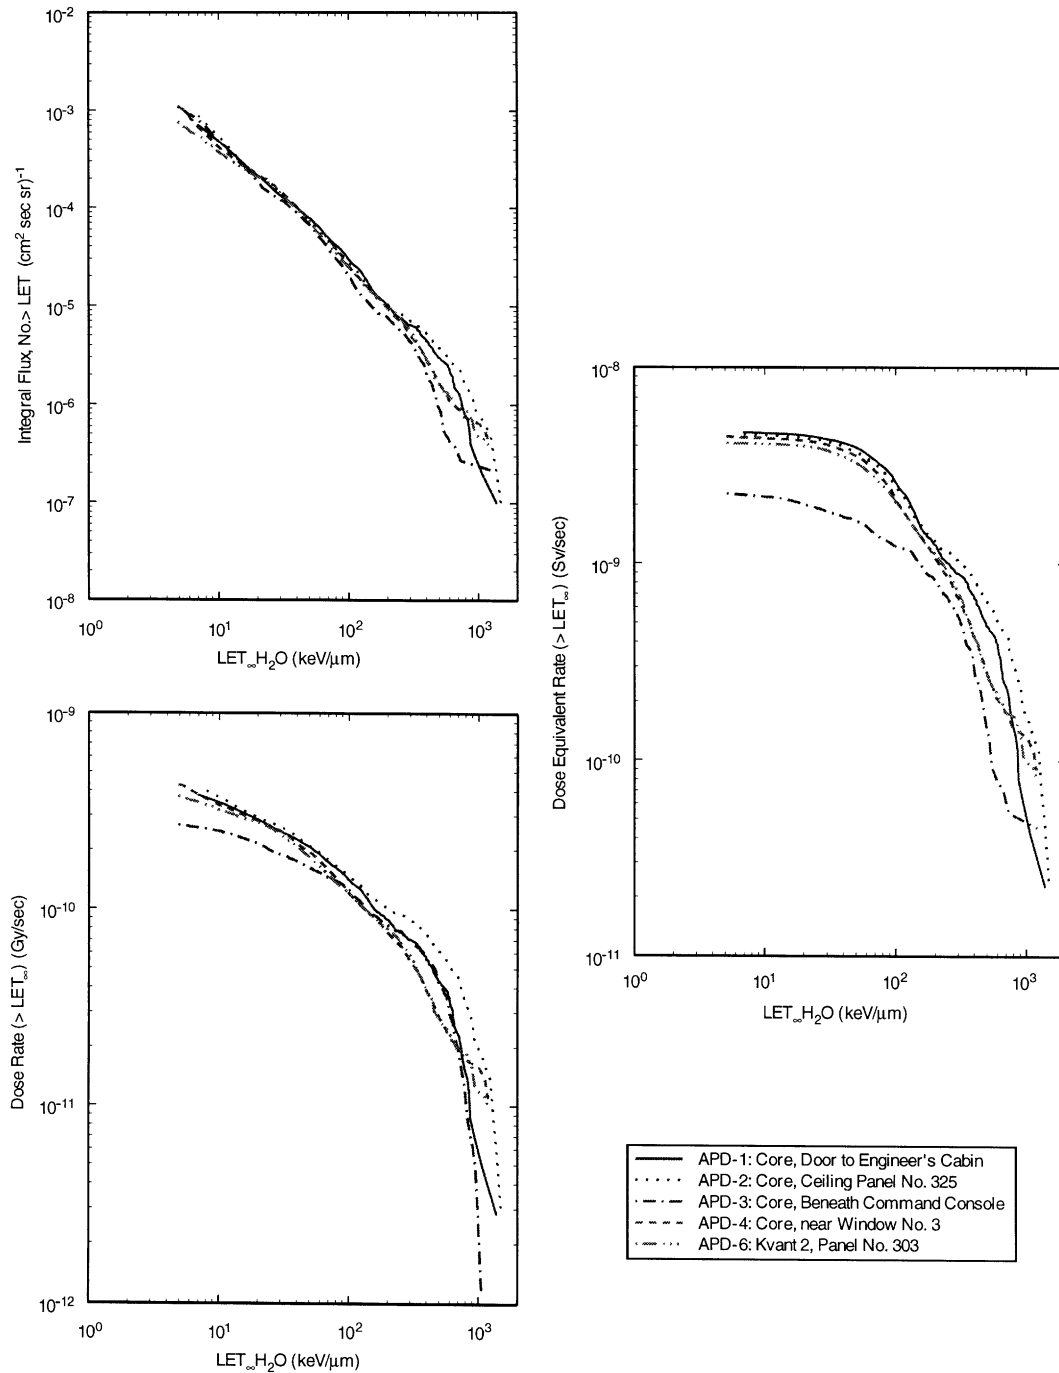 10⁻²
10⁻³
10⁻⁴
10⁻⁵
10⁻⁶
10⁻⁷
10⁻⁸
Integral Flux, No.> LET (cm² sec sr)⁻¹
10⁰ 10¹ 10² 10³
LET∞H₂O (keV/μm)
10⁻⁸
10⁻⁹
10⁻¹⁰
10⁻¹¹
Dose Equivalent Rate (> LET∞) (Sv/sec)
10⁰ 10¹ 10² 10³
LET∞H₂O (keV/μm)
10⁻⁹
10⁻¹⁰
10⁻¹¹
10⁻¹²
Dose Rate (> LET∞) (Gy/sec)
10⁰ 10¹ 10² 10³
LET∞H₂O (keV/μm)
APD-1: Core, Door to Engineer's Cabin
APD-2: Core, Ceiling Panel No. 325
APD-3: Core, Beneath Command Console
APD-4: Core, near Window No. 3
APD-6: Kvant 2, Panel No. 303